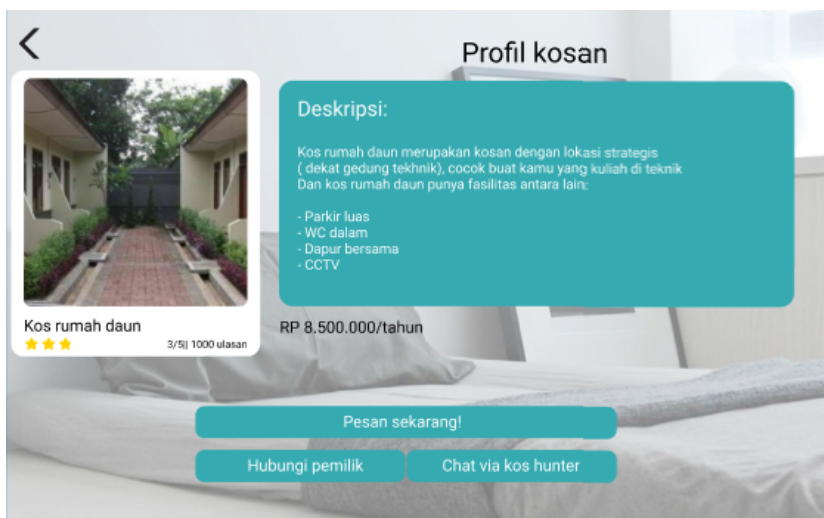 Profil kosan
Deskripsi:
Kos rumah daun merupakan kosan dengan lokasi strategis
( dekat gedung tekhnik), cocok buat kamu yang kuliah di teknik
Dan kos rumah daun punya fasilitas antara lain:
- Parkir luas
- WC dalam
- Dapur bersama
- CCTV
Kos rumah daun
3/5|| 1000 ulasan
RP 8.500.000/tahun
Pesan sekarang!
Hubungi pemilik
Chat via kos hunter